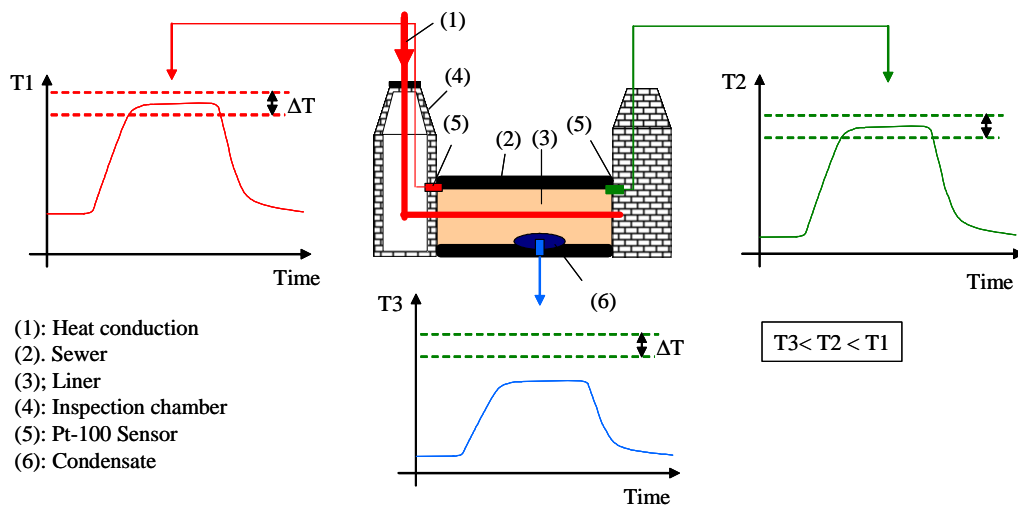 (1)
T1
ΔT
(4)
(5)
(2)
(3)
(5)
T2
Time
Time
T3
(6)
ΔT
Time
T3< T2 < T1
(1): Heat conduction
(2). Sewer
(3); Liner
(4): Inspection chamber
(5): Pt-100 Sensor
(6): Condensate